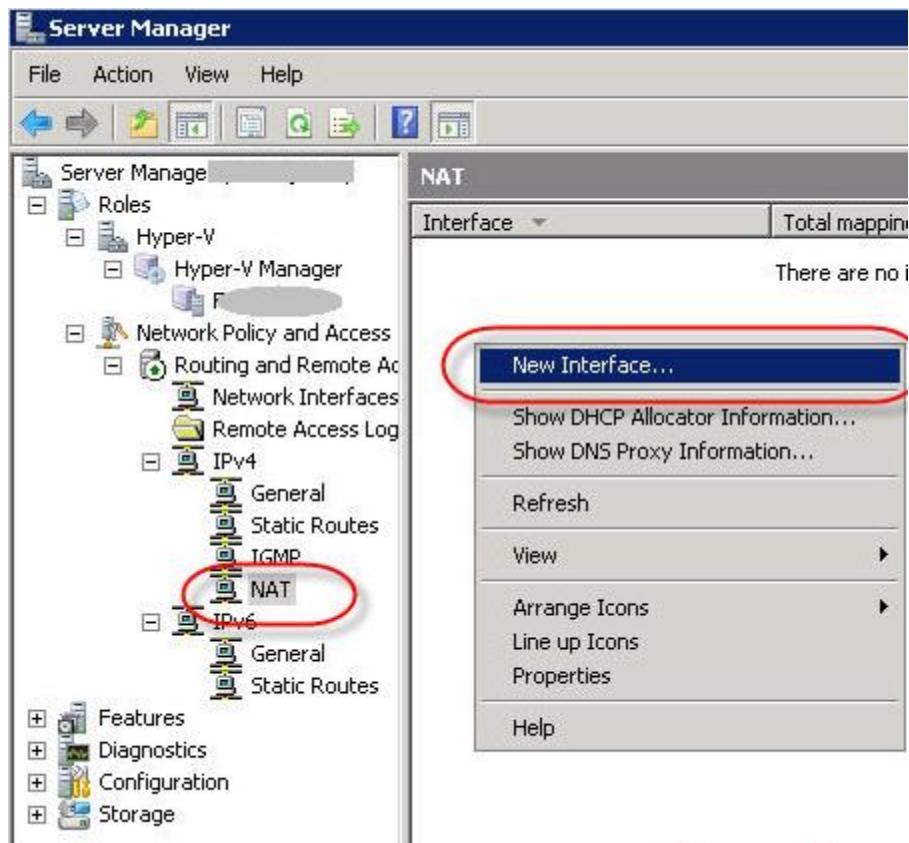 Server Manager
File Action View Help
Server Manage
Roles
Hyper-V
Hyper-V Manager
Network Policy and Access
Routing and Remote Ac
Network Interfaces
Remote Access Log
IPv4
General
Static Routes
IGMP
NAT
IPv6
General
Static Routes
Features
Diagnostics
Configuration
Storage
NAT
Interface Total mappin
There are no i
New Interface...
Show DHCP Allocator Information...
Show DNS Proxy Information...
Refresh
View
Arrange Icons
Line up Icons
Properties
Help